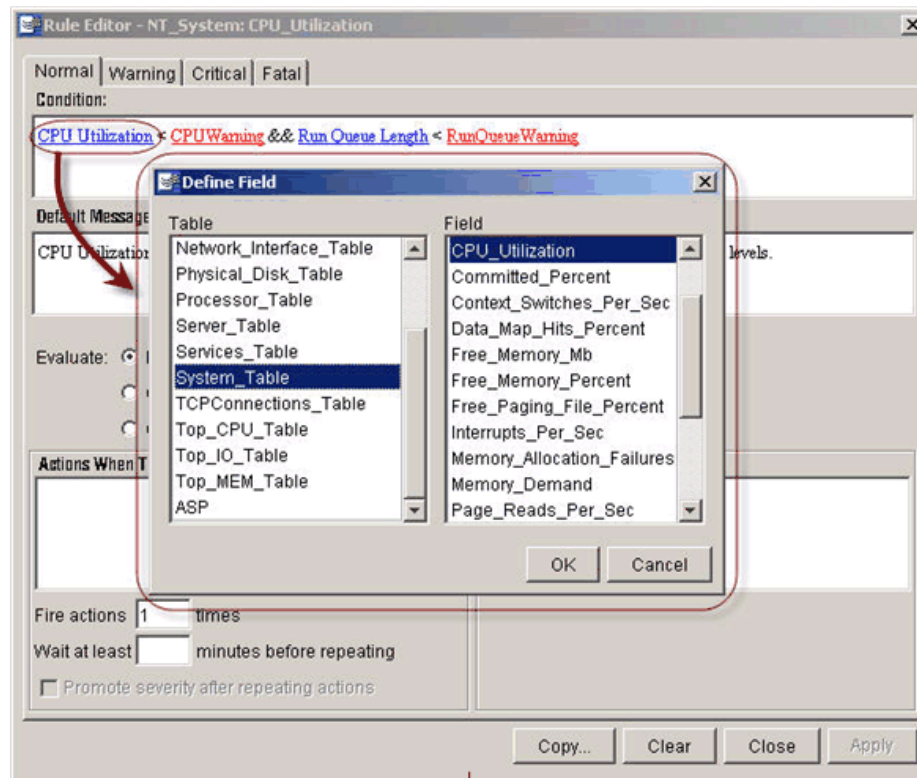 Rule Editor - NT_System: CPU_Utilization
Normal Warning Critical Fatal
Condition:
CPU Utilization < CPUWarning && Run Queue Length < RunQueueWarning
Define Field
Default Message
Table Field
CPU Utilization levels.
Network_Interface_Table
Physical_Disk_Table
Processor_Table
Server_Table
Services_Table
System_Table
TCPConnections_Table
Top_CPU_Table
Top_IO_Table
Top_MEM_Table
ASP
CPU_Utilization
Committed_Percent
Context_Switches_Per_Sec
Data_Map_Hits_Percent
Free_Memory_Mb
Free_Memory_Percent
Free_Paging_File_Percent
Interrupts_Per_Sec
Memory_Allocation_Failures
Memory_Demand
Page_Reads_Per_Sec
OK Cancel
Evaluate:
Actions When T
Fire actions 1 times
Wait at least minutes before repeating
Promote severity after repeating actions
Copy... Clear Close Apply